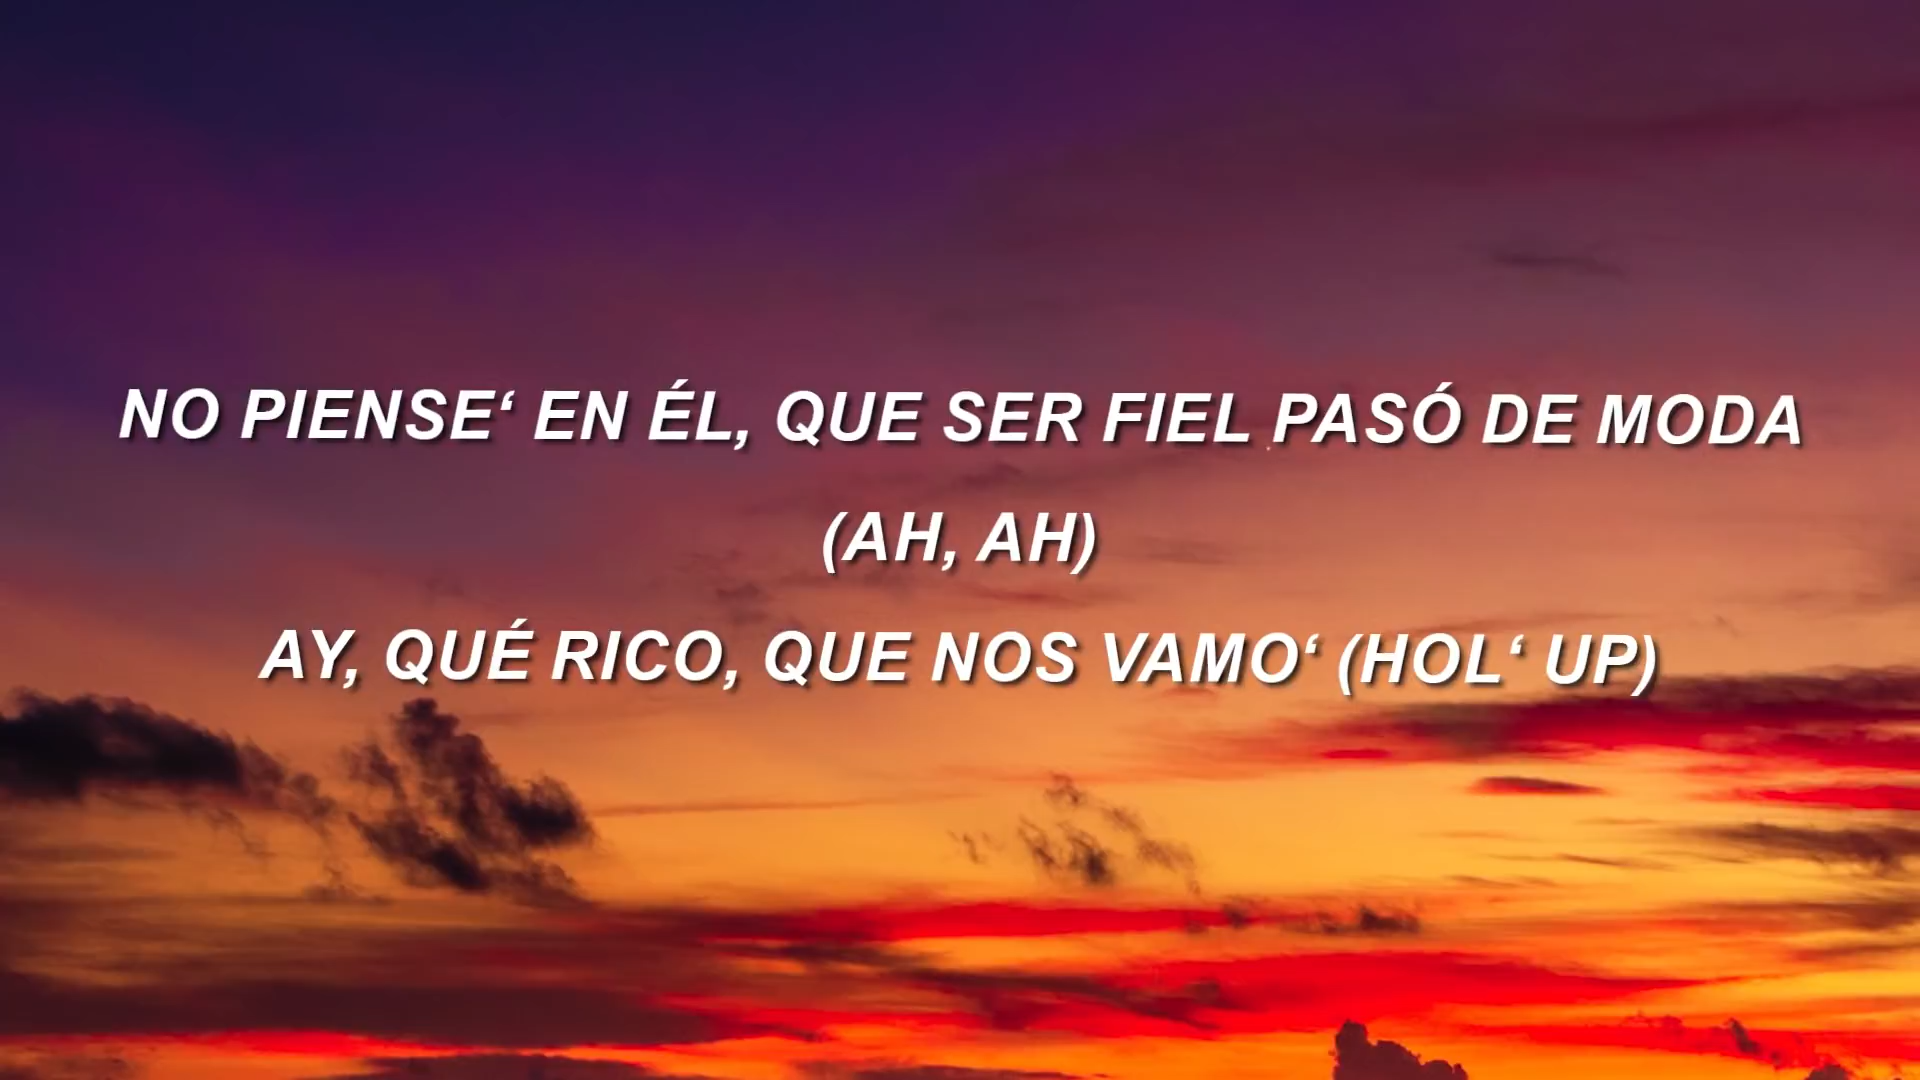 NO PIENSE‘ EN ÉL, QUE SER FIEL PASÓ DE MODA
(AH, AH)
AY, QUÉ RICO, QUE NOS VAMO‘ (HOL‘ UP)